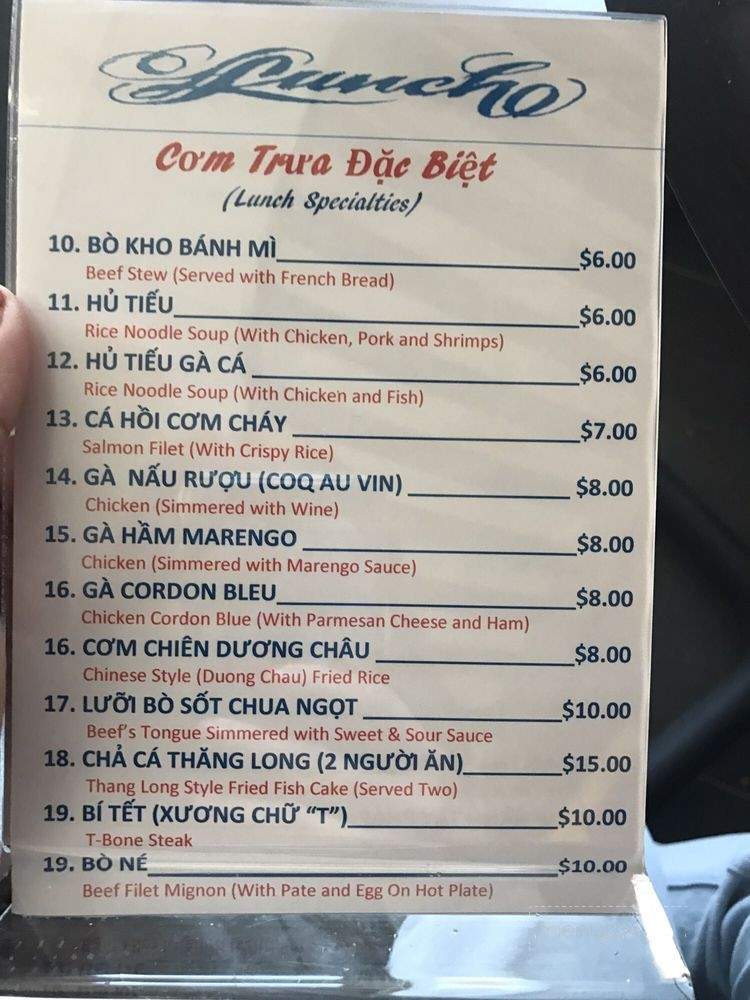 Lunch
Cơm Trưa Đặc Biệt
(Lunch Specialties)
10. BÒ KHO BÁNH MÌ $6.00
Beef Stew (Served with French Bread)
11. HỦ TIẾU $6.00
Rice Noodle Soup (With Chicken, Pork and Shrimps)
12. HỦ TIẾU GÀ CÁ $6.00
Rice Noodle Soup (With Chicken and Fish)
13. CÁ HỒI CƠM CHÁY $7.00
Salmon Filet (With Crispy Rice)
14. GÀ NẤU RƯỢU (COQ AU VIN) $8.00
Chicken (Simmered with Wine)
15. GÀ HẦM MARENGO $8.00
Chicken (Simmered with Marengo Sauce)
16. GÀ CORDON BLEU $8.00
Chicken Cordon Blue (With Parmesan Cheese and Ham)
16. CƠM CHIÊN DƯƠNG CHÂU $8.00
Chinese Style (Duong Chau) Fried Rice
17. LƯỠI BÒ SỐT CHUA NGỌT $10.00
Beef's Tongue Simmered with Sweet & Sour Sauce
18. CHẢ CÁ THĂNG LONG (2 NGƯỜI ĂN) $15.00
Thang Long Style Fried Fish Cake (Served Two)
19. BÍ TẾT (XƯƠNG CHỮ “T”) $10.00
T-Bone Steak
19. BÒ NÉ $10.00
Beef Filet Mignon (With Pate and Egg On Hot Plate)